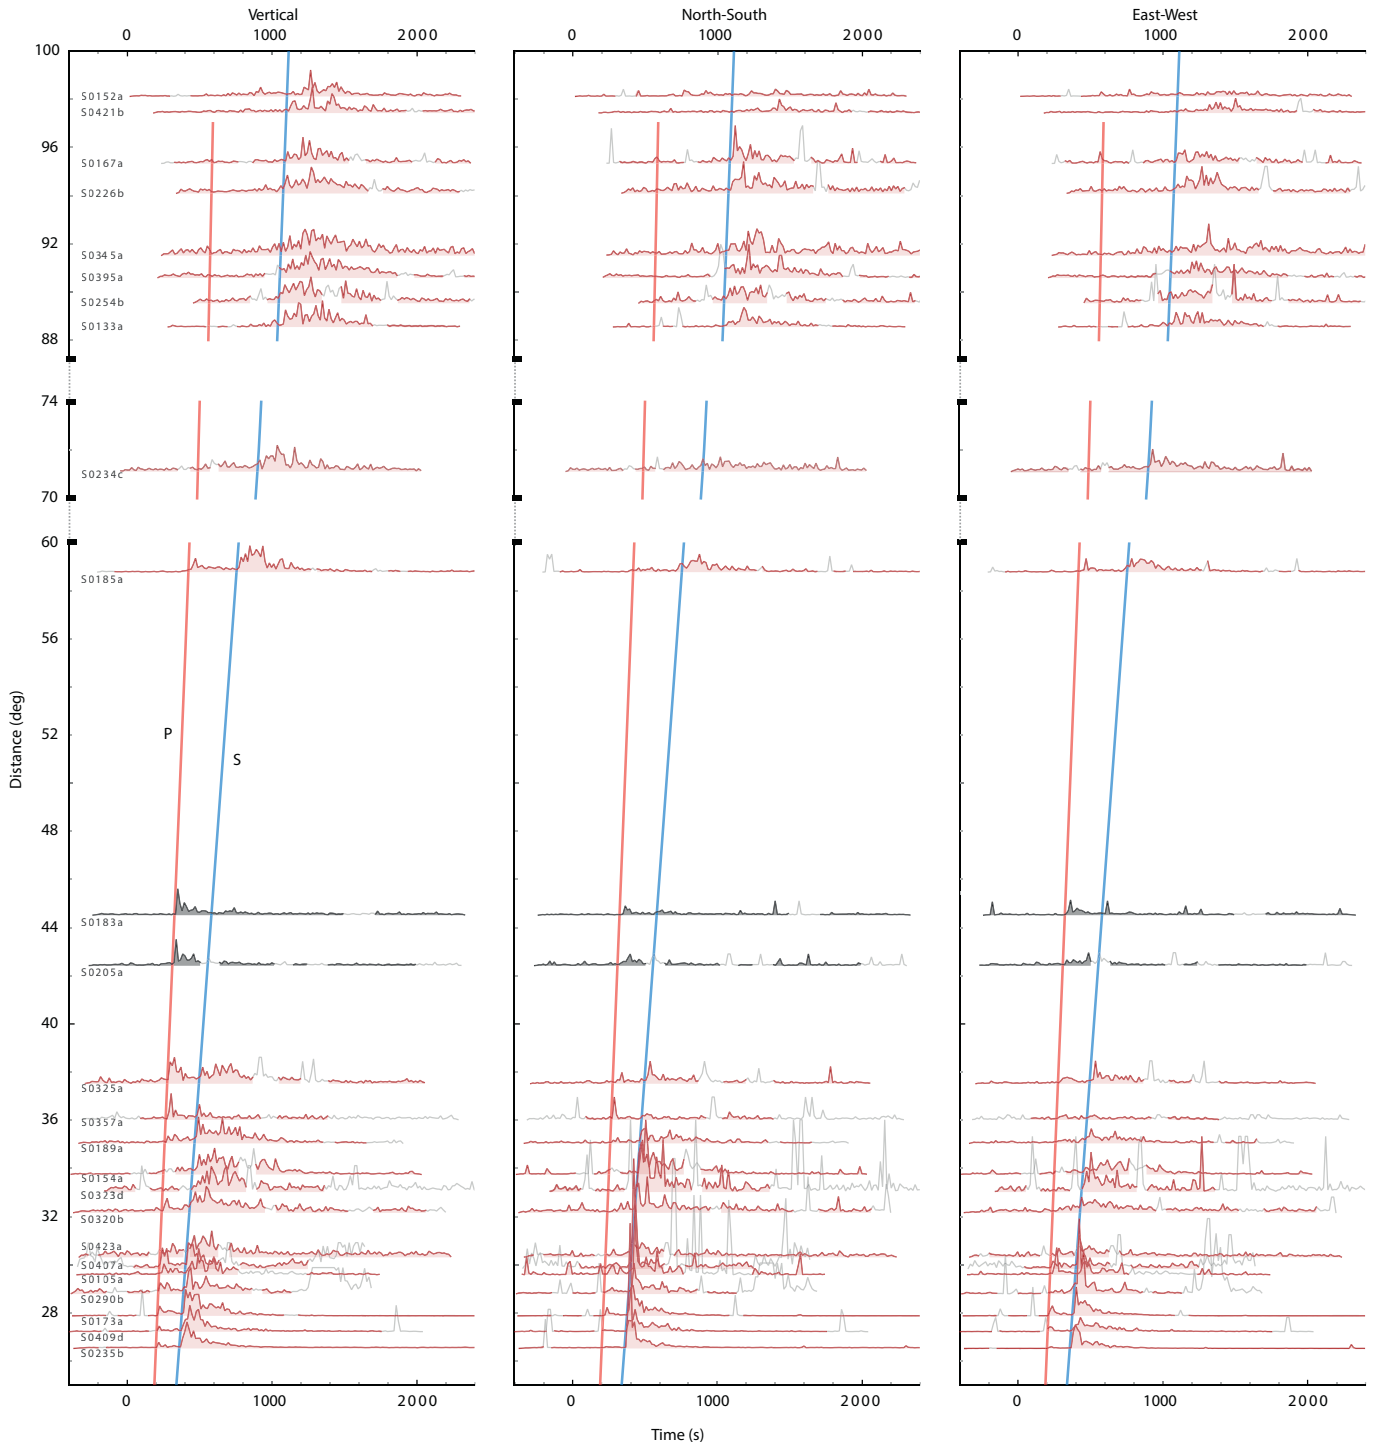 Vertical North-South East-West
0 1000 2000 0 1000 2000 0 1000 2000
100
S0152a
S0421b
96
S0167a
S0226b
92
S0345a
S0395a
S0254b
S0133a
88
74
S0234c
70
60
S0185a
56
52
P
S
Distance (deg)
48
S0183a
44
S0205a
40
S0325a
36
S0357a
S0189a
S0154a
S0323d
32
S0320b
S0423a
S0407a
S0105a
S0290b
28
S0173a
S0409d
S0235b
0 1000 2000 0 1000 2000 0 1000 2000
Time (s)